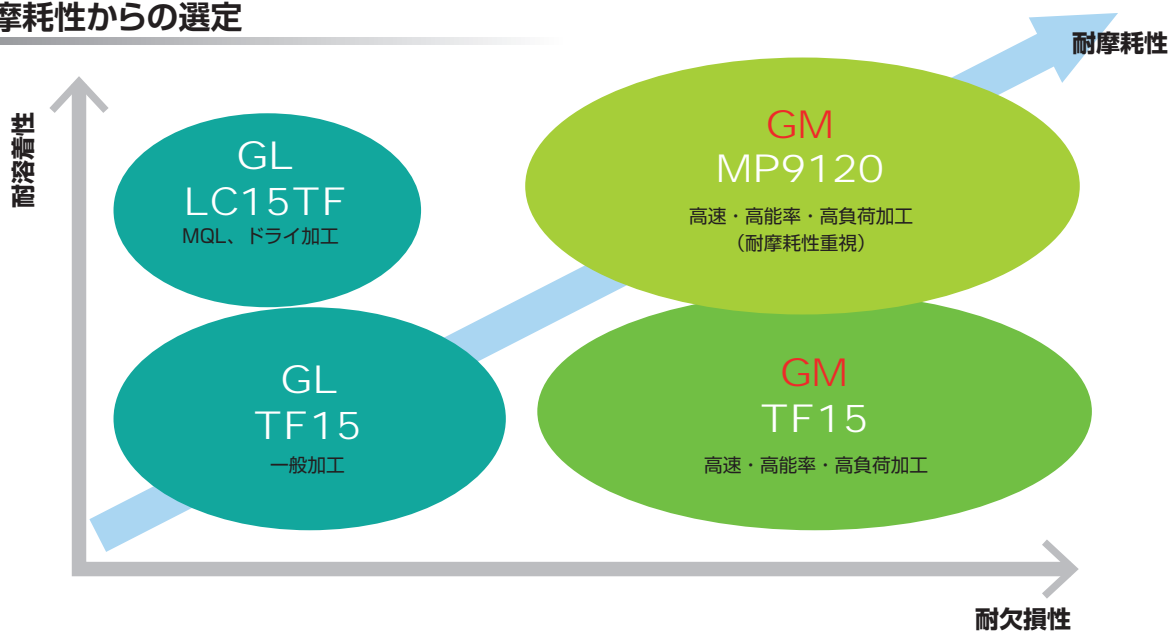 摩耗性からの選定
耐摩耗性
耐溶着性
GL
LC15TF
MQL、ドライ加工
GM
MP9120
高速・高能率・高負荷加工
（耐摩耗性重視）
GL
TF15
一般加工
GM
TF15
高速・高能率・高負荷加工
耐欠損性